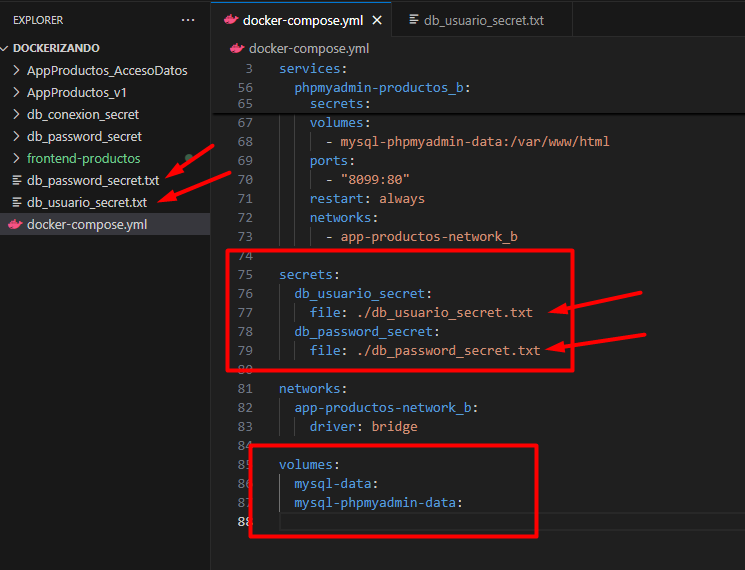 EXPLORER
···
DOCKERIZANDO
AppProductos_AccesoDatos
AppProductos_v1
db_conexion_secret
db_password_secret
frontend-productos
db_password_secret.txt
db_usuario_secret.txt
docker-compose.yml
docker-compose.yml
db_usuario_secret.txt
docker-compose.yml
3 services:
56 phpmyadmin-productos_b:
65 secrets:
67 volumes:
68 - mysql-phpmyadmin-data:/var/www/html
69 ports:
70 - "8099:80"
71 restart: always
72 networks:
73 - app-productos-network_b
74
75 secrets:
76 db_usuario_secret:
77 file: ./db_usuario_secret.txt
78 db_password_secret:
79 file: ./db_password_secret.txt
80
81 networks:
82 app-productos-network_b:
83 driver: bridge
84
85 volumes:
86 mysql-data:
87 mysql-phpmyadmin-data:
88